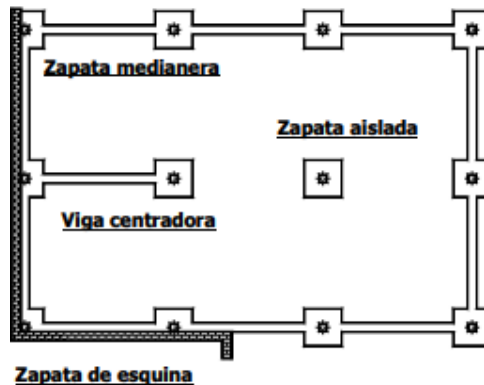 Zapata medianera
Zapata aislada
Viga centradora
Zapata de esquina